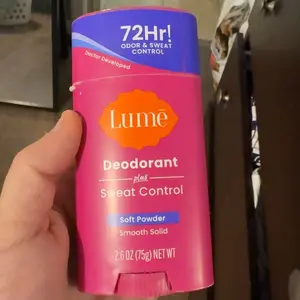 72Hr!
ODOR & SWEAT
CONTROL
Doctor Developed
Lumē
Deodorant
plus
Sweat Control
Soft Powder
Smooth Solid
2.6 OZ (75g) NET WT